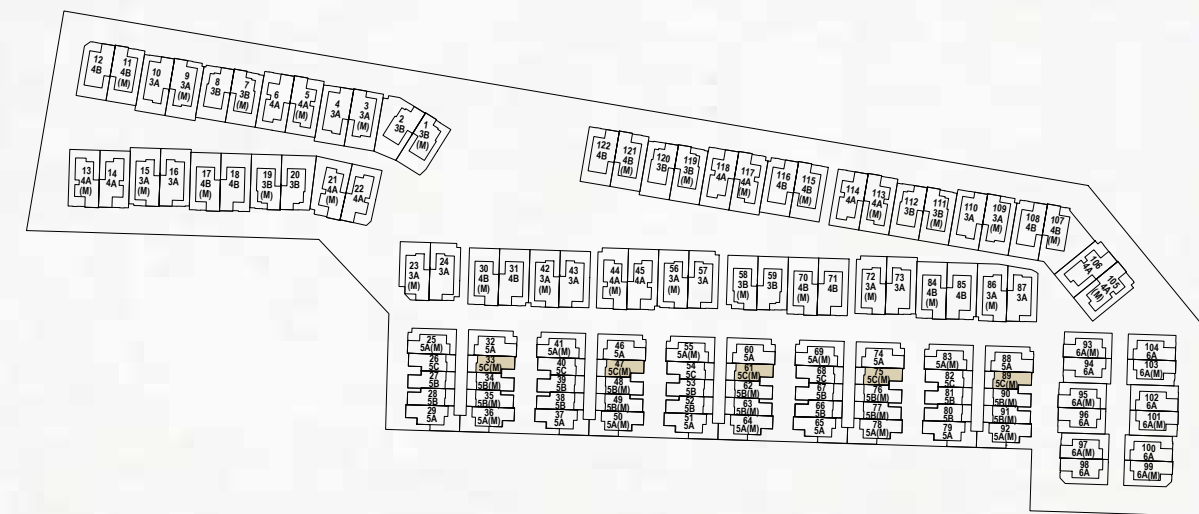 12
4B
11
4B
(M)
10
3A
9
3A
(M)
8
3B
7
3B
(M)
6
4A
5
4A
(M)
4
3A
3
3A
(M)
2
3B
1
3B
(M)
13
4A
(M)
14
4A
15
3A
(M)
16
3A
17
4B
(M)
18
4B
19
3B
(M)
20
3B
21
4A
(M)
22
4A
122
4B
121
4B
(M)
120
3B
119
3B
(M)
118
4A
117
4A
(M)
116
4B
115
4B
(M)
114
4A
113
4A
(M)
112
3B
111
3B
(M)
110
3A
109
3A
(M)
108
4B
107
4B
(M)
106
4A
105
4A
(M)
23
3A
(M)
24
3A
30
4B
(M)
31
4B
42
3A
(M)
43
3A
44
4A
(M)
45
4A
56
3A
(M)
57
3A
58
3B
(M)
59
3B
70
4B
(M)
71
4B
72
3A
(M)
73
3A
84
4B
(M)
85
4B
86
3A
(M)
87
3A
25
5A(M)
26
5C
27
5B
28
5B
29
5A
32
5A
33
5C(M)
34
5B(M)
35
5B(M)
36
5A(M)
41
5A(M)
40
5C
39
5B
38
5B
37
5A
46
5A
47
5C(M)
48
5B(M)
49
5B(M)
50
5A(M)
55
5A(M)
54
5C
53
5B
52
5B
51
5A
60
5A
61
5C(M)
62
5B(M)
63
5B(M)
64
5A(M)
69
5A(M)
68
5C
67
5B
66
5B
65
5A
74
5A
75
5C(M)
76
5B(M)
77
5B(M)
78
5A(M)
83
5A(M)
82
5C
81
5B
80
5B
79
5A
88
5A
89
5C(M)
90
5B(M)
91
5B(M)
92
5A(M)
93
6A(M)
94
6A
95
6A(M)
96
6A
97
6A(M)
98
6A
104
6A
103
6A(M)
102
6A
101
6A(M)
100
6A
99
6A(M)